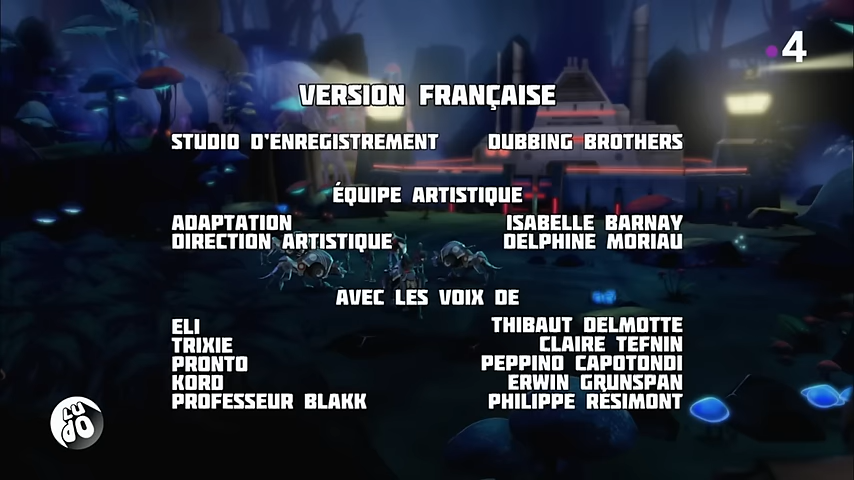 4
VERSION FRANÇAISE
STUDIO D'ENREGISTREMENT DUBBING BROTHERS
ÉQUIPE ARTISTIQUE
ADAPTATION ISABELLE BARNAY
DIRECTION ARTISTIQUE DELPHINE MORIAU
AVEC LES VOIX DE
ELI THIBAUT DELMOTTE
TRIXIE CLAIRE TEFNIN
PRONTO PEPPINO CAPOTONDI
KORD ERWIN GRUNSPAN
PROFESSEUR BLAKK PHILIPPE RÉSIMONT
LUDO